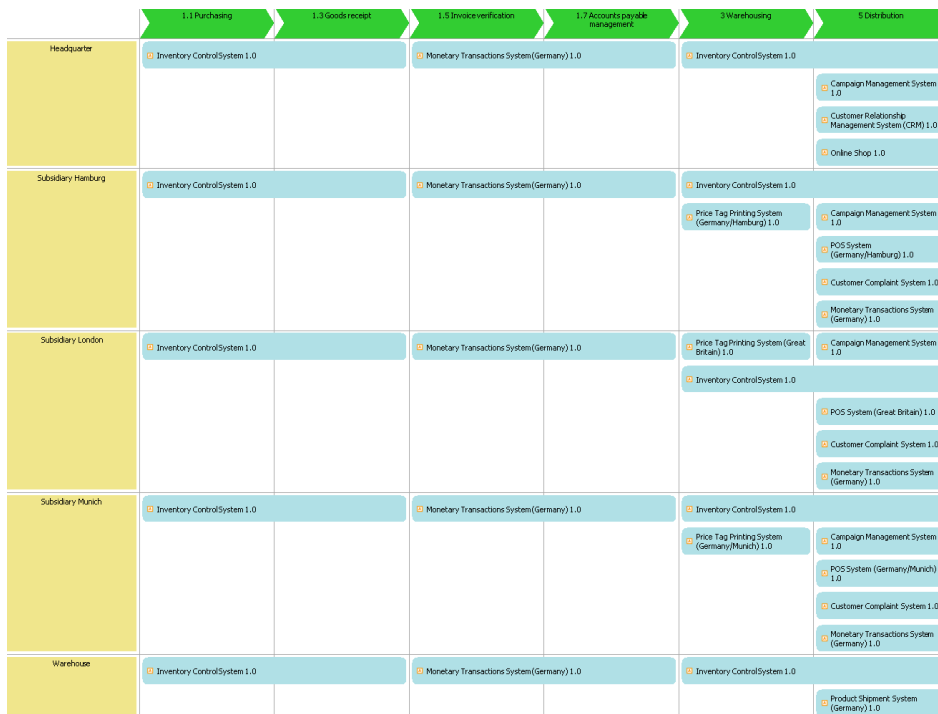 1.1 Purchasing
1.3 Goods receipt
1.5 Invoice verification
1.7 Accounts payable
management
3 Warehousing
5 Distribution
Headquarter
Inventory ControlSystem 1.0
Monetary Transactions System (Germany) 1.0
Inventory ControlSystem 1.0
Campaign Management System
1.0
Customer Relationship
Management System (CRM) 1.0
Online Shop 1.0
Subsidiary Hamburg
Inventory ControlSystem 1.0
Monetary Transactions System (Germany) 1.0
Inventory ControlSystem 1.0
Price Tag Printing System
(Germany/Hamburg) 1.0
Campaign Management System
1.0
POS System
(Germany/Hamburg) 1.0
Customer Complaint System 1.0
Monetary Transactions System
(Germany) 1.0
Subsidiary London
Inventory ControlSystem 1.0
Monetary Transactions System (Germany) 1.0
Price Tag Printing System (Great
Britain) 1.0
Campaign Management System
1.0
Inventory ControlSystem 1.0
POS System (Great Britain) 1.0
Customer Complaint System 1.0
Monetary Transactions System
(Germany) 1.0
Subsidiary Munich
Inventory ControlSystem 1.0
Monetary Transactions System (Germany) 1.0
Inventory ControlSystem 1.0
Price Tag Printing System
(Germany/Munich) 1.0
Campaign Management System
1.0
POS System (Germany/Munich)
1.0
Customer Complaint System 1.0
Monetary Transactions System
(Germany) 1.0
Warehouse
Inventory ControlSystem 1.0
Monetary Transactions System (Germany) 1.0
Inventory ControlSystem 1.0
Product Shipment System
(Germany) 1.0